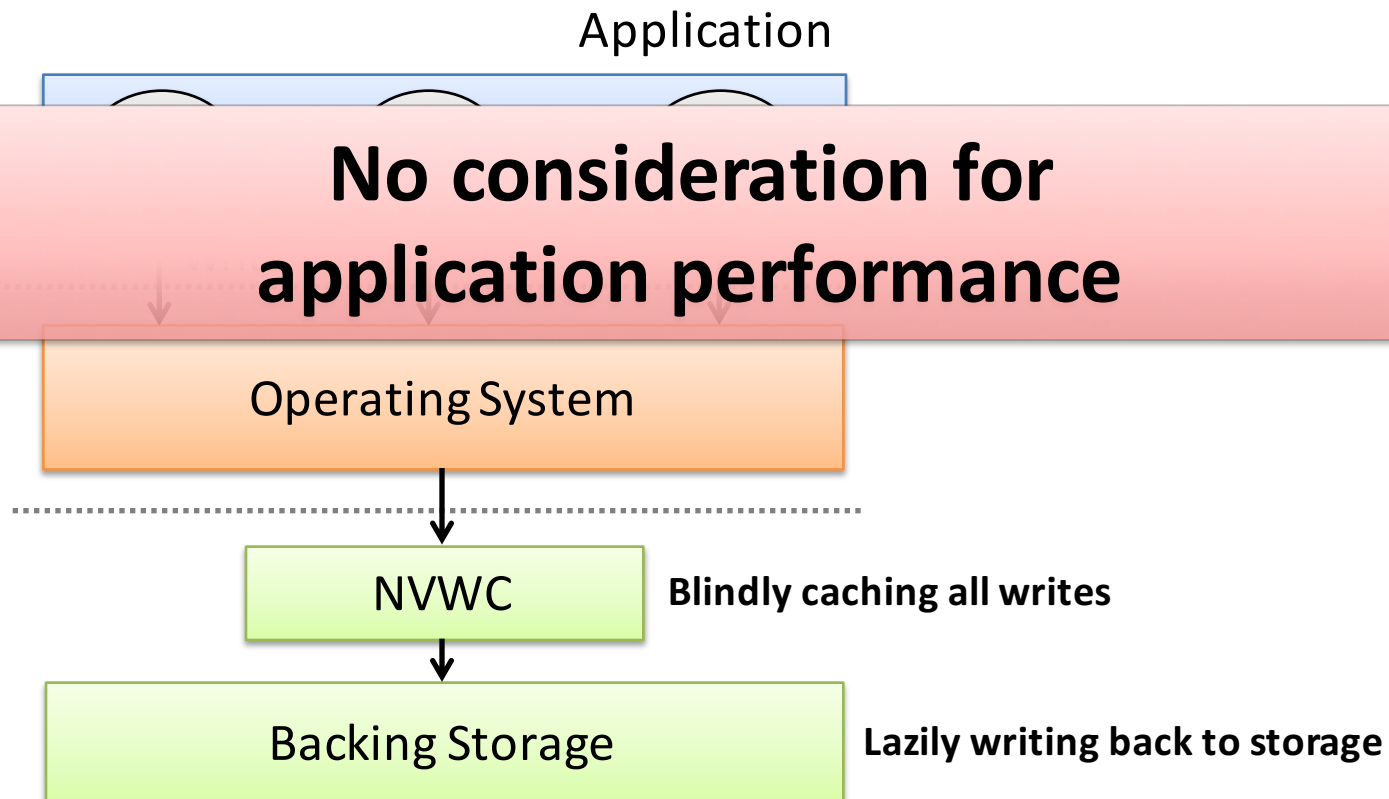 Application
No consideration for
application performance
Operating System
NVWC
Blindly caching all writes
Backing Storage
Lazily writing back to storage